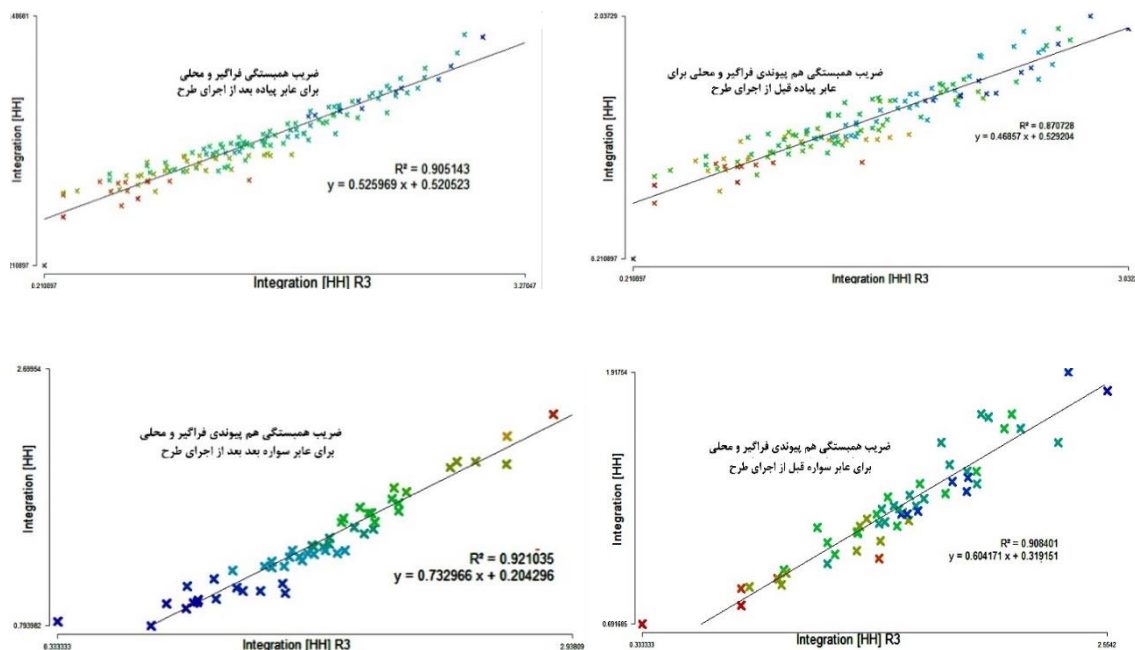 .48681
ضریب همبستگی فراگیر و محلی
برای عابر پیاده بعد از اجرای طرح
Integration [HH]
R² = 0.905143
y = 0.525969 x + 0.520523
.210897
0.210897
Integration [HH] R3
3.27047
2.03729
ضریب همبستگی هم پیوندی فراگیر و محلی برای
عابر پیاده قبل از اجرای طرح
Integration [HH]
R² = 0.870728
y = 0.46857 x + 0.529204
0.210897
0.210897
Integration [HH] R3
3.032
2.69954
ضریب همبستگی هم پیوندی فراگیر و محلی
برای عابر سواره بعد بعد از اجرای طرح
Integration [HH]
R² = 0.921035
y = 0.732966 x + 0.204296
0.793982
0.333333
Integration [HH] R3
2.93809
1.91754
ضریب همبستگی هم پیوندی فراگیر و محلی
برای عابر سواره قبل از اجرای طرح
Integration [HH]
R² = 0.908401
y = 0.604171 x + 0.319151
0.691685
0.333333
Integration [HH] R3
2.6542